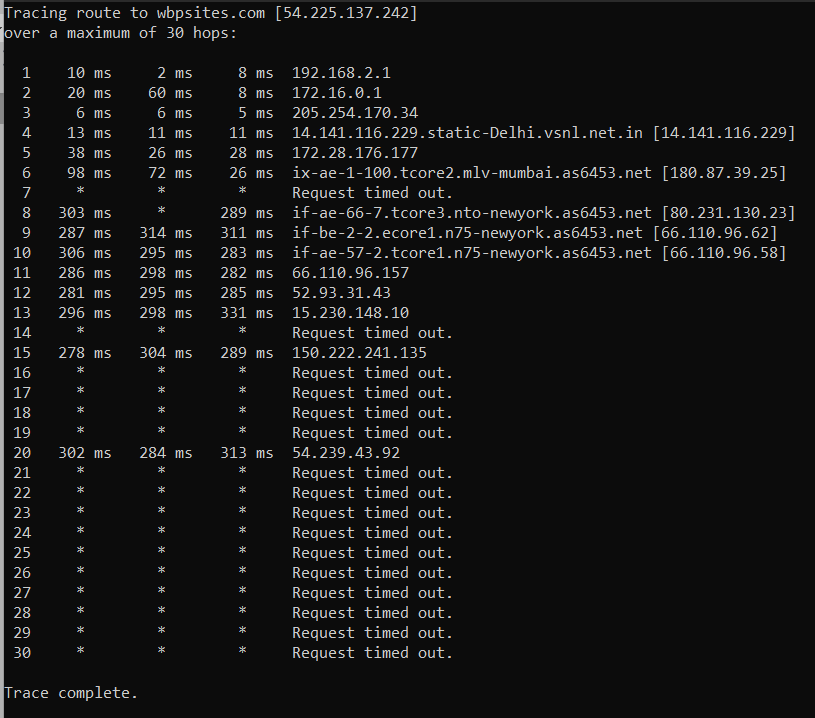 Tracing route to wbpsites.com [54.225.137.242]
over a maximum of 30 hops:
1 10 ms 2 ms 8 ms 192.168.2.1
2 20 ms 60 ms 8 ms 172.16.0.1
3 6 ms 6 ms 5 ms 205.254.170.34
4 13 ms 11 ms 11 ms 14.141.116.229.static-Delhi.vsnl.net.in [14.141.116.229]
5 38 ms 26 ms 28 ms 172.28.176.177
6 98 ms 72 ms 26 ms ix-ae-1-100.tcore2.mlv-mumbai.as6453.net [180.87.39.25]
7 * * * Request timed out.
8 303 ms * 289 ms if-ae-66-7.tcore3.nto-newyork.as6453.net [80.231.130.23]
9 287 ms 314 ms 311 ms if-be-2-2.ecore1.n75-newyork.as6453.net [66.110.96.62]
10 306 ms 295 ms 283 ms if-ae-57-2.tcore1.n75-newyork.as6453.net [66.110.96.58]
11 286 ms 298 ms 282 ms 66.110.96.157
12 281 ms 295 ms 285 ms 52.93.31.43
13 296 ms 298 ms 331 ms 15.230.148.10
14 * * * Request timed out.
15 278 ms 304 ms 289 ms 150.222.241.135
16 * * * Request timed out.
17 * * * Request timed out.
18 * * * Request timed out.
19 * * * Request timed out.
20 302 ms 284 ms 313 ms 54.239.43.92
21 * * * Request timed out.
22 * * * Request timed out.
23 * * * Request timed out.
24 * * * Request timed out.
25 * * * Request timed out.
26 * * * Request timed out.
27 * * * Request timed out.
28 * * * Request timed out.
29 * * * Request timed out.
30 * * * Request timed out.
Trace complete.